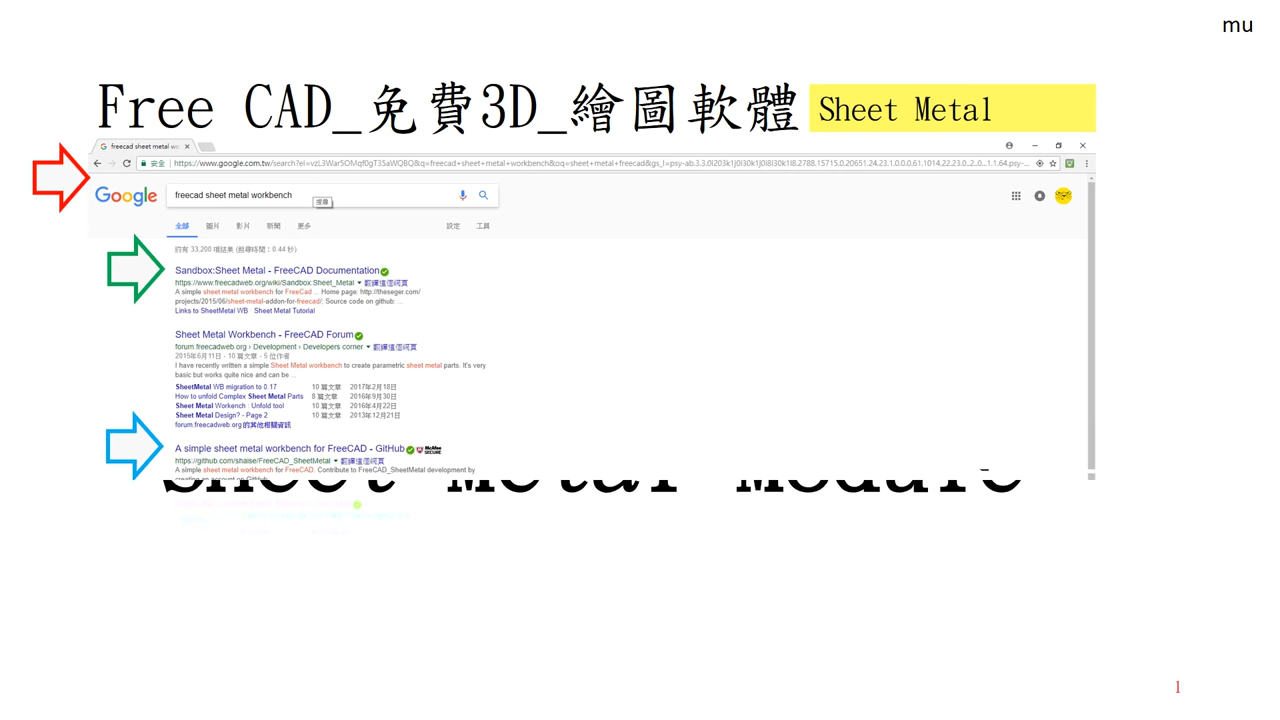 mu
Free CAD_免費3D_繪圖軟體 Sheet Metal
freecad sheet metal wo
安全 https://www.google.com.tw/search?ei=vzL3War5OMqf0gT35aWQBQ&q=freecad+sheet+metal+workbench&oq=sheet+metal+freecad&gs_l=psy-ab.3.3.0i203k1j0i30k1j0i8i30k1l8.2788.15715.0.20651.24.23.1.0.0.0.61.1014.22.23.0...2..0...1.1.64.psy-...
Google freecad sheet metal workbench
搜尋
全部 圖片 影片 新聞 更多 設定 工具
約有 33,200 項結果 (搜尋時間:0.44 秒)
Sandbox:Sheet Metal - FreeCAD Documentation
https://www.freecadweb.org/wiki/Sandbox:Sheet_Metal 翻譯這個網頁
A simple sheet metal workbench for FreeCad ... Home page: http://theseger.com/
projects/2015/06/sheet-metal-addon-for-freecad/; Source code on github: ...
Links to SheetMetal WB Sheet Metal Tutorial
Sheet Metal Workbench - FreeCAD Forum
forum.freecadweb.org › Development › Developers corner 翻譯這個網頁
2015年6月11日 - 10 篇文章 - 5 位作者
I have recently written a simple Sheet Metal workbench to create parametric sheet metal parts. It's very
basic but works quite nice and can be ...
SheetMetal WB migration to 0.17 10 篇文章 2017年2月18日
How to unfold Complex Sheet Metal Parts 8 篇文章 2016年9月30日
Sheet Metal Workench : Unfold tool 10 篇文章 2016年4月22日
Sheet Metal Design? - Page 2 10 篇文章 2013年12月21日
forum.freecadweb.org 的其他相關資訊
A simple sheet metal workbench for FreeCAD - GitHub McAfee SECURE
https://github.com/shaise/FreeCAD_SheetMetal 翻譯這個網頁
A simple sheet metal workbench for FreeCAD. Contribute to FreeCAD_SheetMetal development by
creating an account on GitHub.
Sheet Metal Module
1